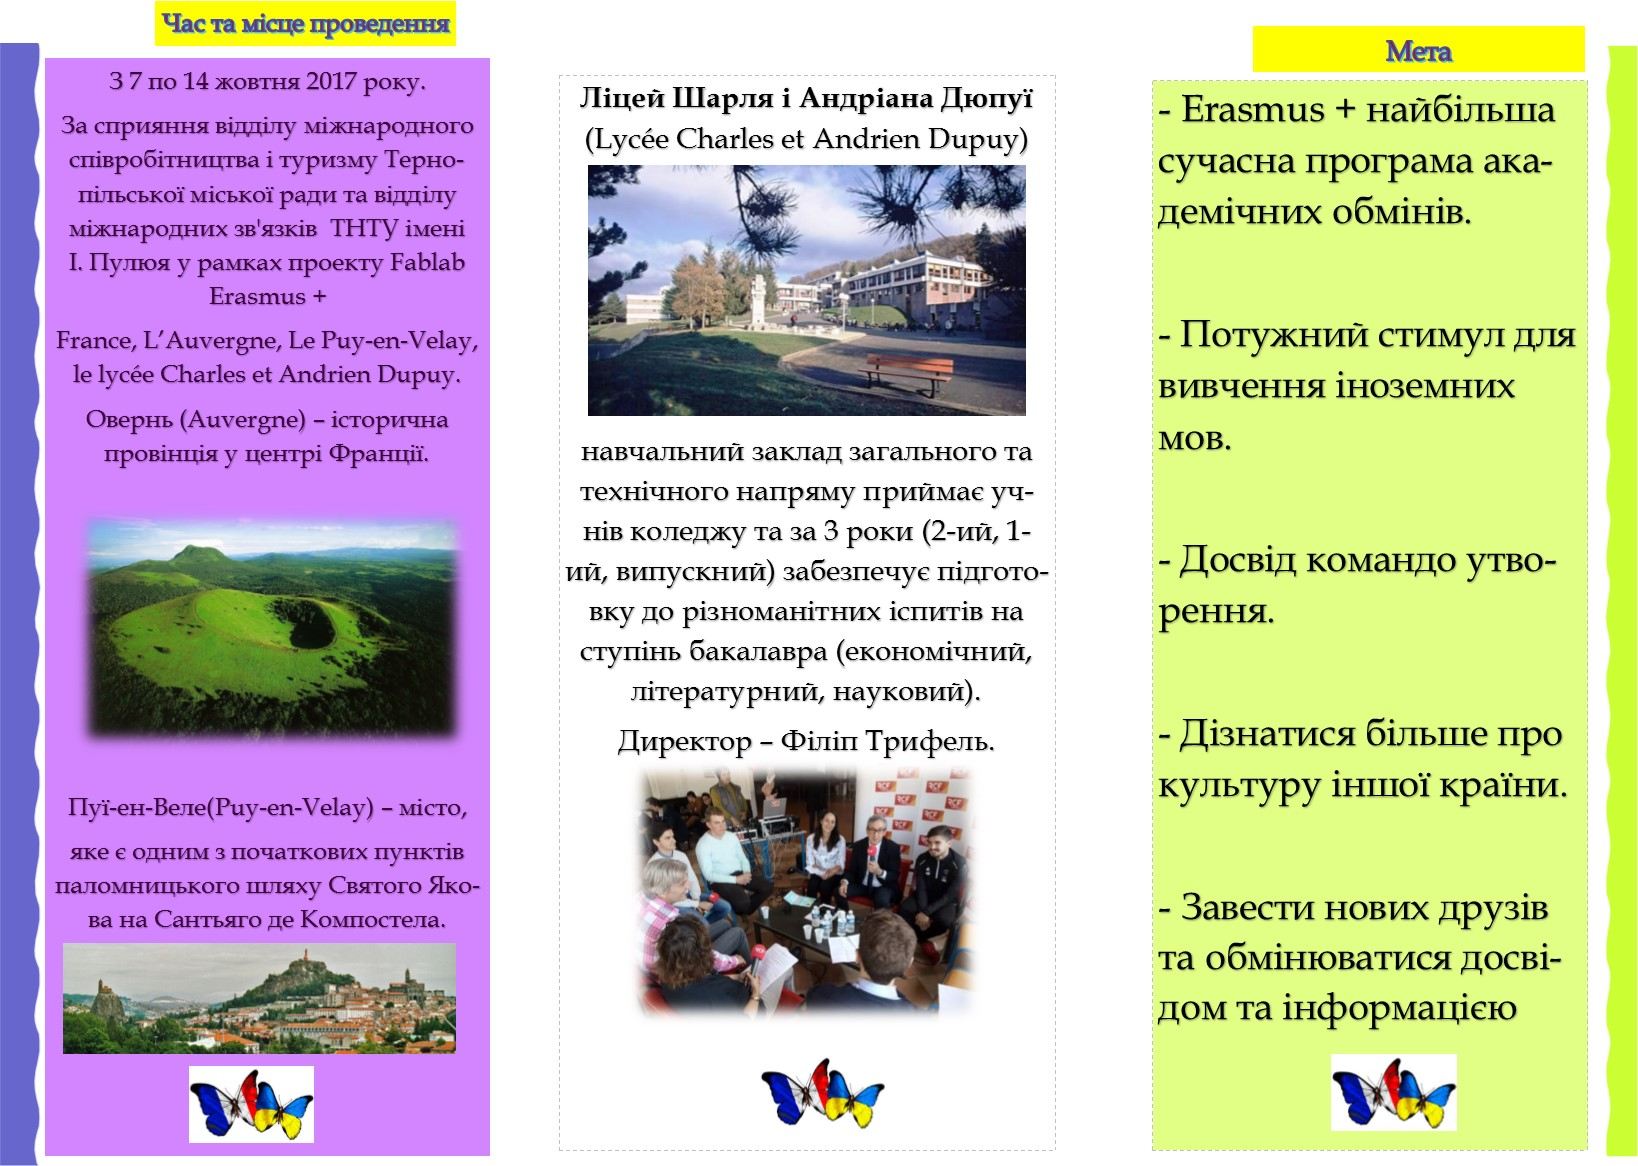 Час та місце проведення
З 7 по 14 жовтня 2017 року.
За сприяння відділу міжнародного
співробітництва і туризму Терно-
пільської міської ради та відділу
міжнародних зв'язків ТНТУ імені
І. Пулюя у рамках проекту Fablab
Erasmus +
France, L’Auvergne, Le Puy-en-Velay,
le lycée Charles et Andrien Dupuy.
Овернь (Auvergne) – історична
провінція у центрі Франції.
Пуї-ен-Веле(Puy-en-Velay) – місто,
яке є одним з початкових пунктів
паломницького шляху Святого Яко-
ва на Сантьяго де Компостела.
Ліцей Шарля і Андріана Дюпуї
(Lycée Charles et Andrien Dupuy)
навчальний заклад загального та
технічного напряму приймає уч-
нів коледжу та за 3 роки (2-ий, 1-
ий, випускний) забезпечує підгото-
вку до різноманітних іспитів на
ступінь бакалавра (економічний,
літературний, науковий).
Директор – Філіп Трифель.
Мета
- Erasmus + найбільша
сучасна програма ака-
демічних обмінів.
- Потужний стимул для
вивчення іноземних
мов.
- Досвід командо утво-
рення.
- Дізнатися більше про
культуру іншої країни.
- Завести нових друзів
та обмінюватися досві-
дом та інформацією